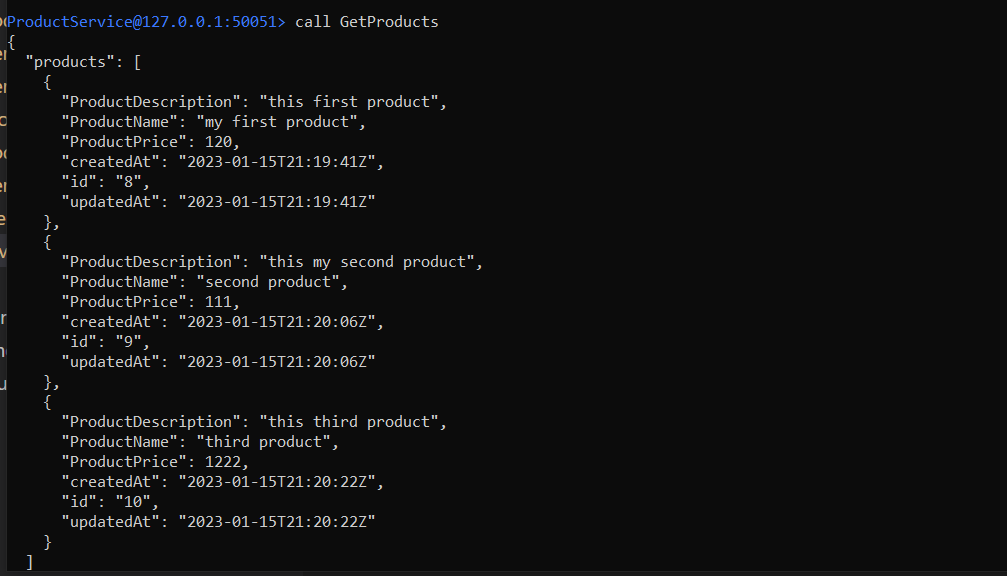 ProductService@127.0.0.1:50051> call GetProducts
{
  "products": [
    {
      "ProductDescription": "this first product",
      "ProductName": "my first product",
      "ProductPrice": 120,
      "createdAt": "2023-01-15T21:19:41Z",
      "id": "8",
      "updatedAt": "2023-01-15T21:19:41Z"
    },
    {
      "ProductDescription": "this my second product",
      "ProductName": "second product",
      "ProductPrice": 111,
      "createdAt": "2023-01-15T21:20:06Z",
      "id": "9",
      "updatedAt": "2023-01-15T21:20:06Z"
    },
    {
      "ProductDescription": "this third product",
      "ProductName": "third product",
      "ProductPrice": 1222,
      "createdAt": "2023-01-15T21:20:22Z",
      "id": "10",
      "updatedAt": "2023-01-15T21:20:22Z"
    }
  ]